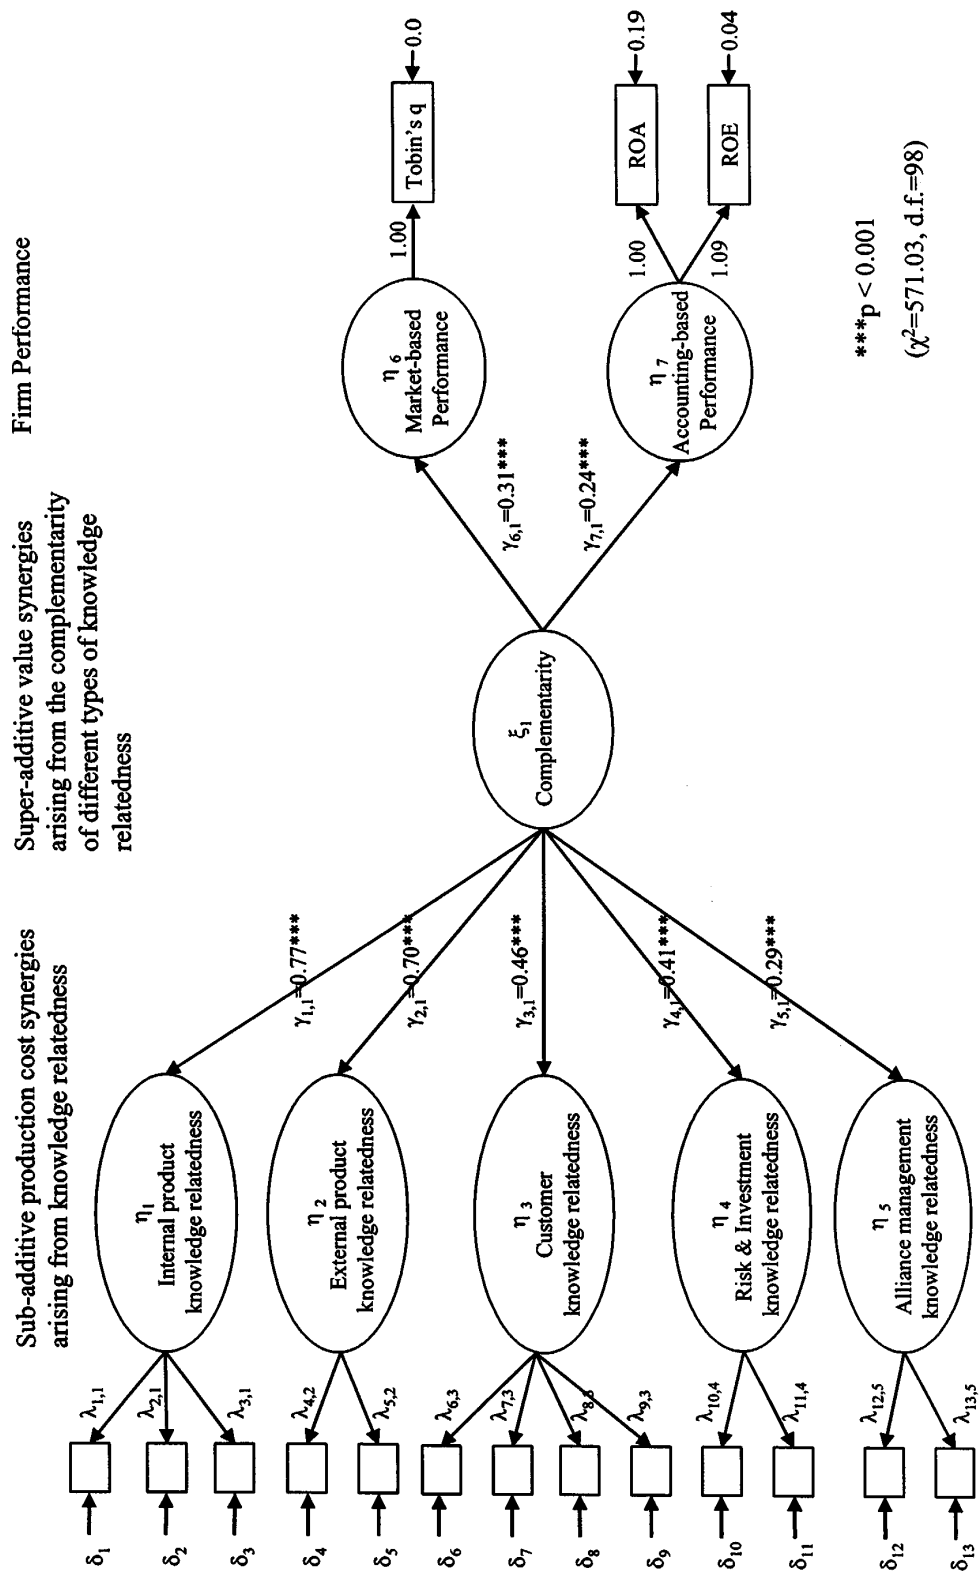 Sub-additive production cost synergies
arising from knowledge relatedness
Super-additive value synergies
arising from the complementarity
of different types of knowledge
relatedness
Firm Performance
δ₁
δ₂
δ₃
δ₄
δ₅
δ₆
δ₇
δ₈
δ₉
δ₁₀
δ₁₁
δ₁₂
δ₁₃
λ₁,₁
λ₂,₁
λ₃,₁
λ₄,₂
λ₅,₂
λ₆,₃
λ₇,₃
λ₈,₃
λ₉,₃
λ₁₀,₄
λ₁₁,₄
λ₁₂,₅
λ₁₃,₅
η₁
Internal product
knowledge relatedness
η₂
External product
knowledge relatedness
η₃
Customer
knowledge relatedness
η₄
Risk & Investment
knowledge relatedness
η₅
Alliance management
knowledge relatedness
γ₁,₁=0.77***
γ₂,₁=0.70***
γ₃,₁=0.46***
γ₄,₁=0.41***
γ₅,₁=0.29***
ξ₁
Complementarity
γ₆,₁=0.31***
γ₇,₁=0.24***
η₆
Market-based
Performance
η₇
Accounting-based
Performance
1.00
Tobin's q
0.0
1.00
ROA
0.19
1.09
ROE
0.04
***p < 0.001
(χ²=571.03, d.f.=98)